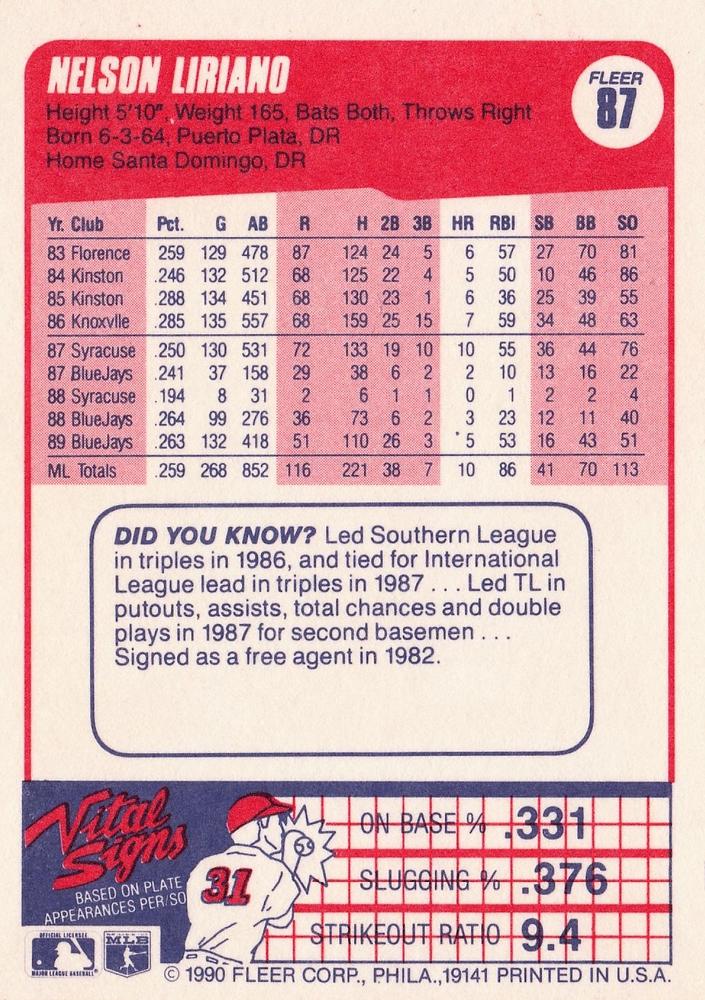 NELSON LIRIANO
FLEER
87
Height 5'10", Weight 165, Bats Both, Throws Right
Born 6-3-64, Puerto Plata, DR
Home Santa Domingo, DR
Yr. Club Pct. G AB R H 2B 3B HR RBI SB BB SO
83 Florence 259 129 478 87 124 24 5 6 57 27 70 81
84 Kinston .246 132 512 68 125 22 4 5 50 10 46 86
85 Kinston .288 134 451 68 130 23 1 6 36 25 39 55
86 Knoxvlle .285 135 557 68 159 25 15 7 59 34 48 63
87 Syracuse .250 130 531 72 133 19 10 10 55 36 44 76
87 BlueJays .241 37 158 29 38 6 2 2 10 13 16 22
88 Syracuse .194 8 31 2 6 1 1 0 1 2 2 4
88 BlueJays .264 99 276 36 73 6 2 3 23 12 11 40
89 BlueJays .263 132 418 51 110 26 3 5 53 16 43 51
ML Totals .259 268 852 116 221 38 7 10 86 41 70 113
DID YOU KNOW? Led Southern League
in triples in 1986, and tied for International
League lead in triples in 1987 . . . Led TL in
putouts, assists, total chances and double
plays in 1987 for second basemen . . .
Signed as a free agent in 1982.
Vital
Signs
BASED ON PLATE
APPEARANCES PER/SO
31
ON BASE % .331
SLUGGING % .376
STRIKEOUT RATIO 9.4
OFFICIAL LICENSEE
MAJOR LEAGUE BASEBALL
MLB
© 1990 FLEER CORP., PHILA.,19141 PRINTED IN U.S.A.